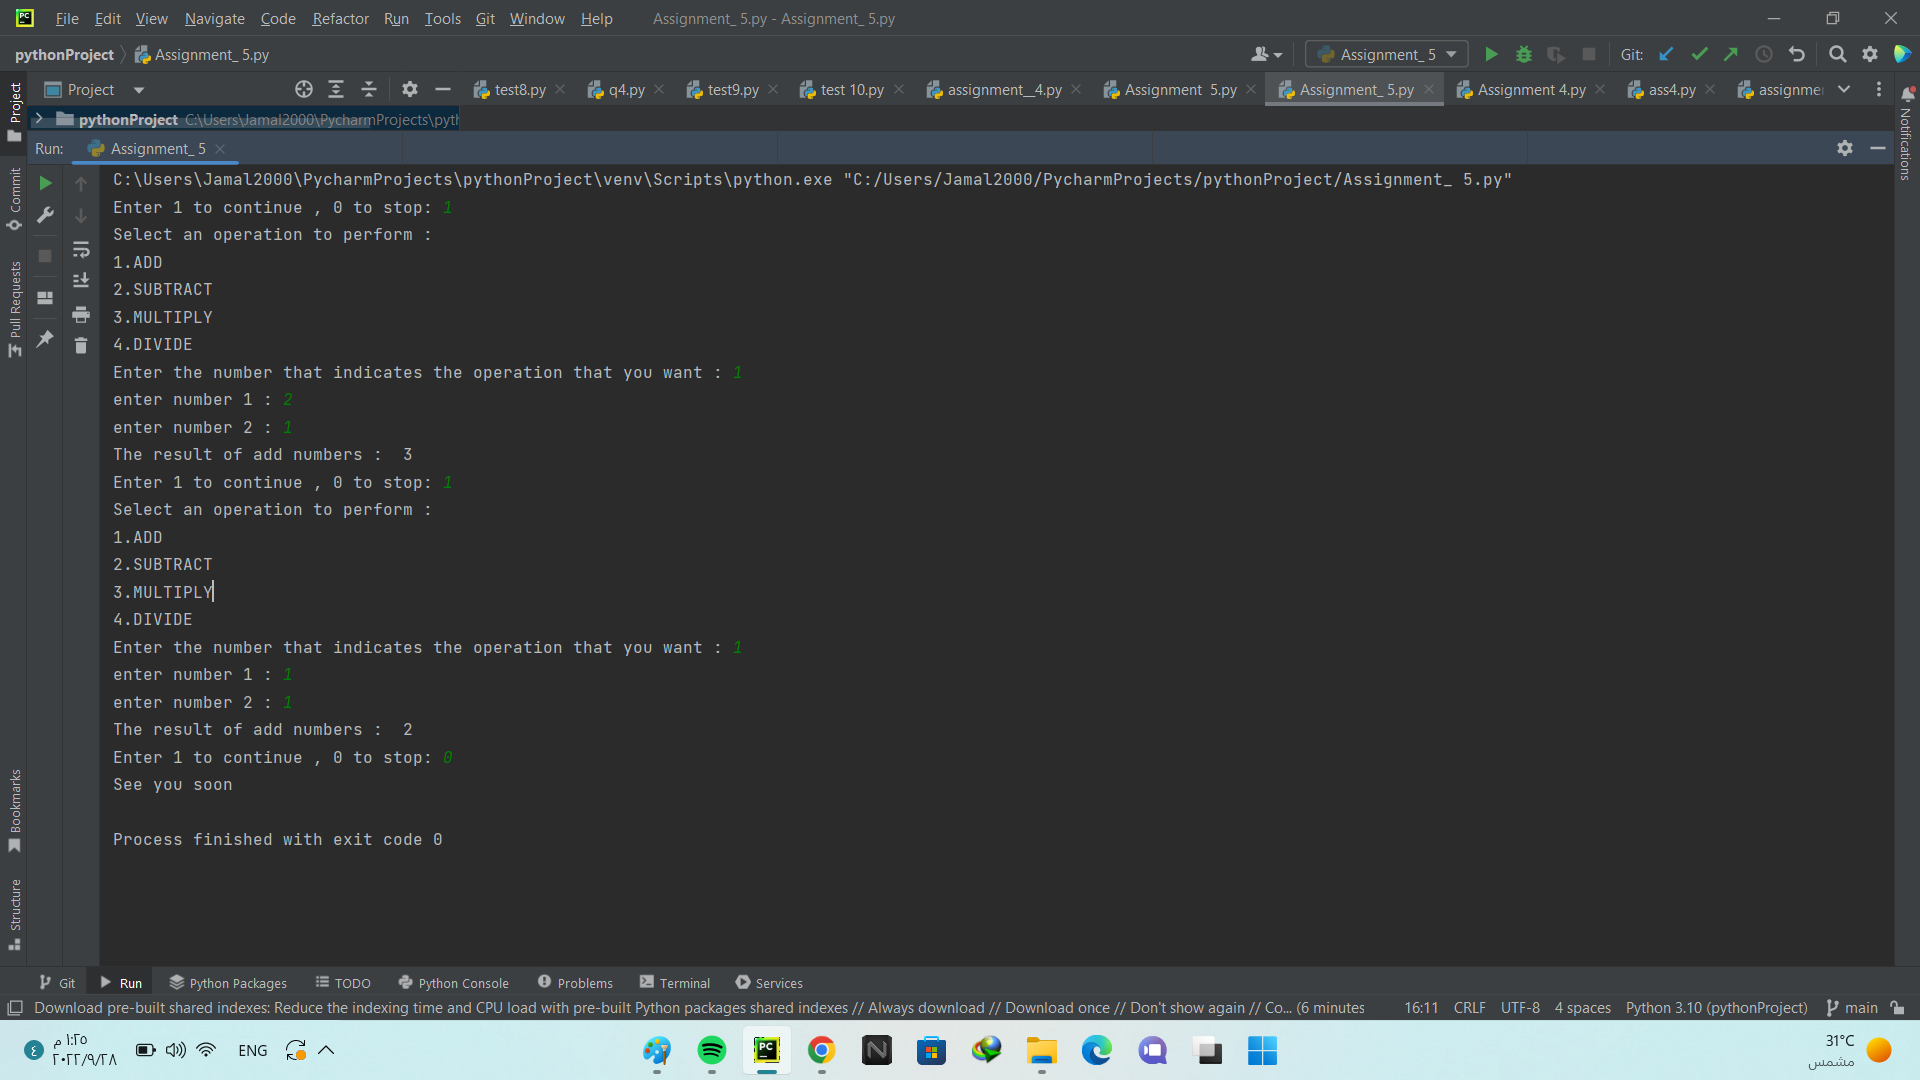 File Edit View Navigate Code Refactor Run Tools Git Window Help Assignment_ 5.py - Assignment_ 5.py
pythonProject Assignment_ 5.py Assignment_ 5 Git:
Project test8.py q4.py test9.py test 10.py assignment__4.py Assignment 5.py Assignment_ 5.py Assignment 4.py ass4.py assignme
pythonProject C:\Users\Jamal2000\PycharmProjects\pyth
Run: Assignment_ 5
C:\Users\Jamal2000\PycharmProjects\pythonProject\venv\Scripts\python.exe "C:/Users/Jamal2000/PycharmProjects/pythonProject/Assignment_ 5.py"
Enter 1 to continue , 0 to stop: 1
Select an operation to perform :
1.ADD
2.SUBTRACT
3.MULTIPLY
4.DIVIDE
Enter the number that indicates the operation that you want : 1
enter number 1 : 2
enter number 2 : 1
The result of add numbers :  3
Enter 1 to continue , 0 to stop: 1
Select an operation to perform :
1.ADD
2.SUBTRACT
3.MULTIPLY
4.DIVIDE
Enter the number that indicates the operation that you want : 1
enter number 1 : 1
enter number 2 : 1
The result of add numbers :  2
Enter 1 to continue , 0 to stop: 0
See you soon
Process finished with exit code 0
Project
Commit
Pull Requests
Bookmarks
Structure
Notifications
Git Run Python Packages TODO Python Console Problems Terminal Services
Download pre-built shared indexes: Reduce the indexing time and CPU load with pre-built Python packages shared indexes // Always download // Download once // Don't show again // Co... (6 minutes 16:11 CRLF UTF-8 4 spaces Python 3.10 (pythonProject) main
٤ ١:٢٥ م ENG 31°C
٢٠٢٢/٩/٢٨ مشمس